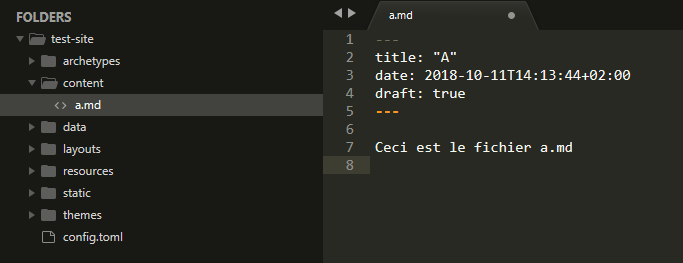 FOLDERS
test-site
archetypes
content
<> a.md
data
layouts
resources
static
themes
config.toml
a.md
1 ---
2 title: "A"
3 date: 2018-10-11T14:13:44+02:00
4 draft: true
5 ---
6
7 Ceci est le fichier a.md
8